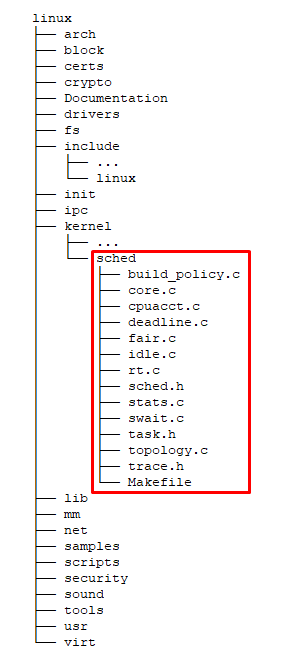 linux
├── arch
├── block
├── certs
├── crypto
├── Documentation
├── drivers
├── fs
├── include
│   ├── ...
│   └── linux
├── init
├── ipc
├── kernel
│   ├── ...
│   └── sched
│       ├── build_policy.c
│       ├── core.c
│       ├── cpuacct.c
│       ├── deadline.c
│       ├── fair.c
│       ├── idle.c
│       ├── rt.c
│       ├── sched.h
│       ├── stats.c
│       ├── swait.c
│       ├── task.h
│       ├── topology.c
│       ├── trace.h
│       └── Makefile
├── lib
├── mm
├── net
├── samples
├── scripts
├── security
├── sound
├── tools
├── usr
└── virt